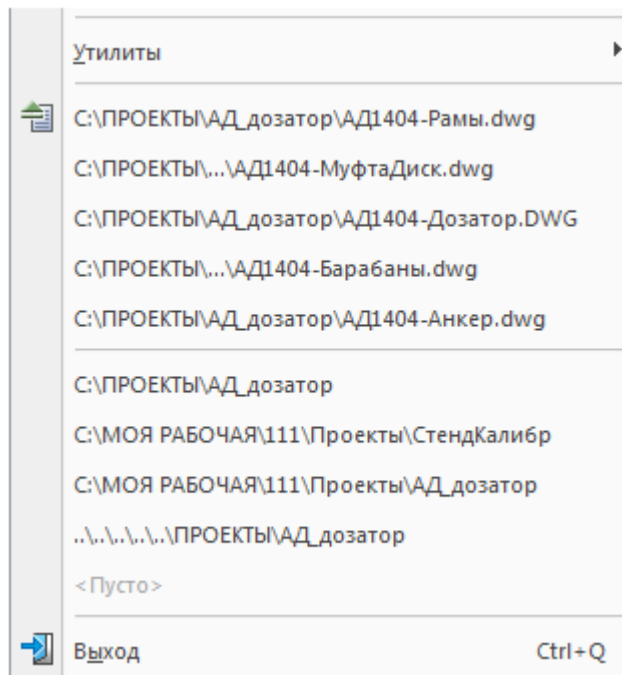 Утилиты
C:\ПРОЕКТЫ\АД_дозатор\АД1404-Рамы.dwg
C:\ПРОЕКТЫ\...\АД1404-МуфтаДиск.dwg
C:\ПРОЕКТЫ\АД_дозатор\АД1404-Дозатор.DWG
C:\ПРОЕКТЫ\...\АД1404-Барабаны.dwg
C:\ПРОЕКТЫ\АД_дозатор\АД1404-Анкер.dwg
C:\ПРОЕКТЫ\АД_дозатор
C:\МОЯ РАБОЧАЯ\111\Проекты\СтендКалибр
C:\МОЯ РАБОЧАЯ\111\Проекты\АД_дозатор
..\..\..\..\..\ПРОЕКТЫ\АД_дозатор
<Пусто>
Выход Ctrl+Q